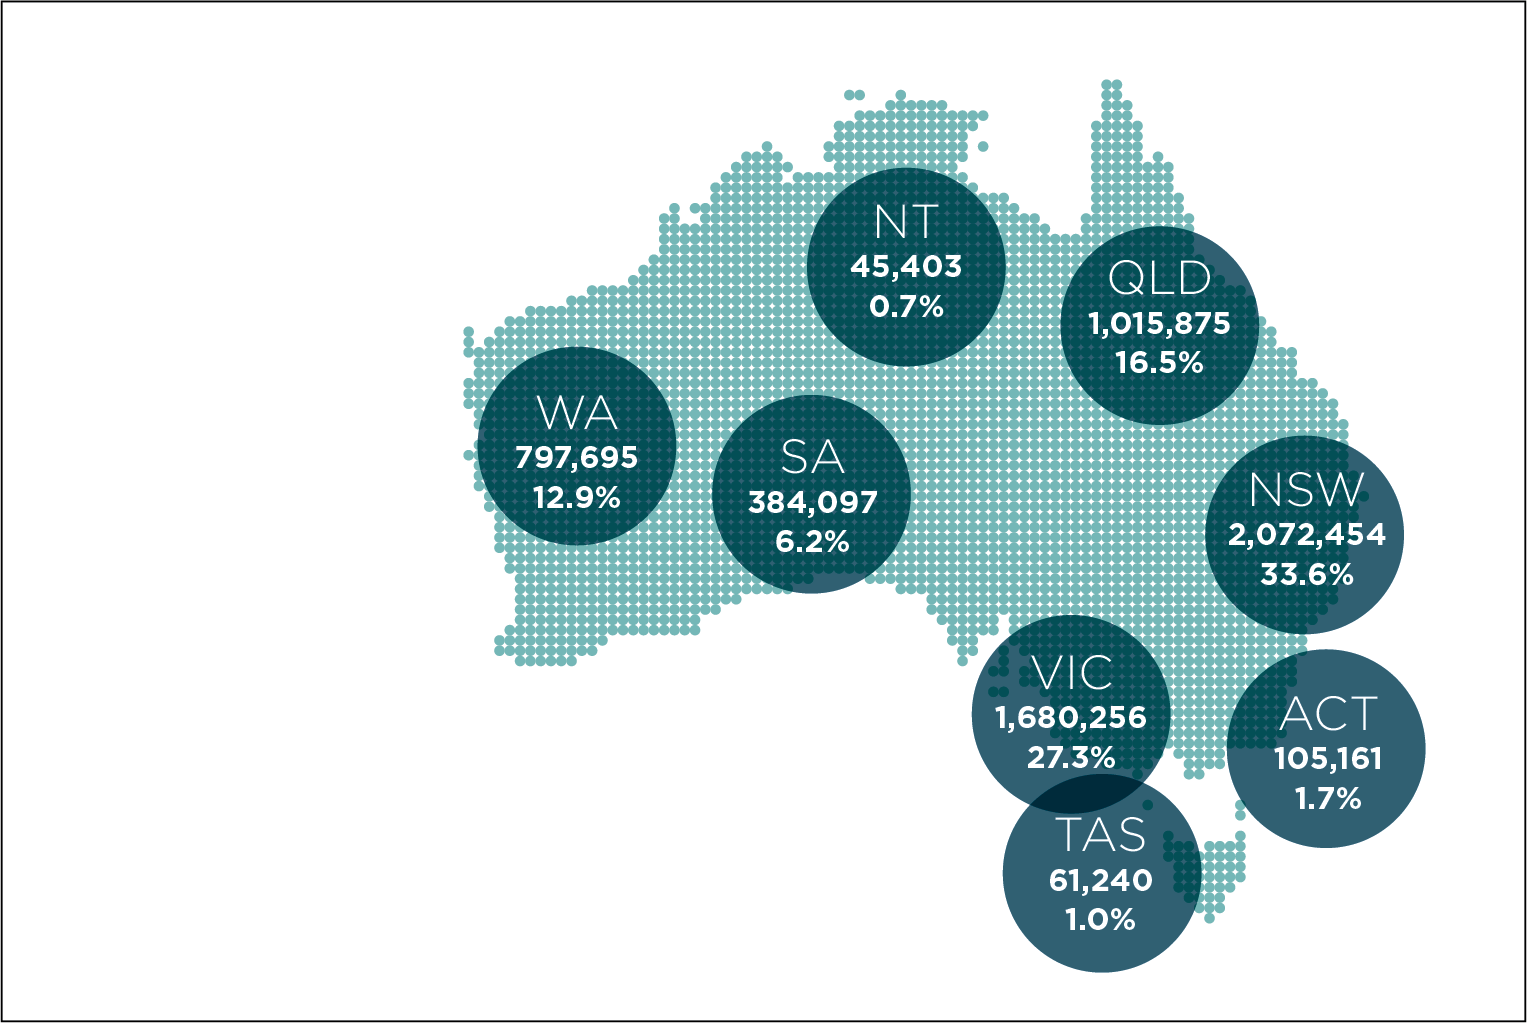 NT
45,403
0.7%
QLD
1,015,875
16.5%
WA
797,695
12.9%
SA
384,097
6.2%
NSW
2,072,454
33.6%
VIC
1,680,256
27.3%
ACT
105,161
1.7%
TAS
61,240
1.0%